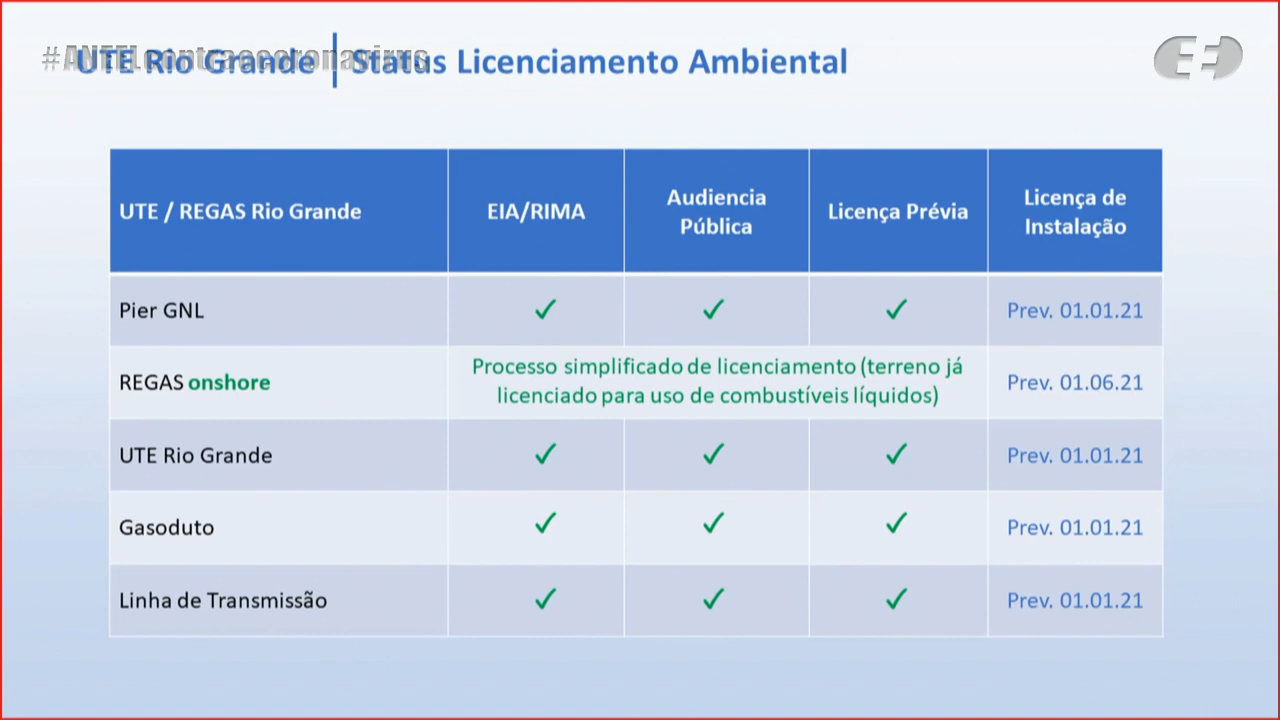 #ANEELcontraocoronavirus
UTE Rio Grande | Status Licenciamento Ambiental
UTE / REGAS Rio Grande
EIA/RIMA
Audiencia
Pública
Licença Prévia
Licença de
Instalação
Pier GNL
✓
✓
✓
Prev. 01.01.21
REGAS onshore
Processo simplificado de licenciamento (terreno já
licenciado para uso de combustíveis líquidos)
Prev. 01.06.21
UTE Rio Grande
✓
✓
✓
Prev. 01.01.21
Gasoduto
✓
✓
✓
Prev. 01.01.21
Linha de Transmissão
✓
✓
✓
Prev. 01.01.21